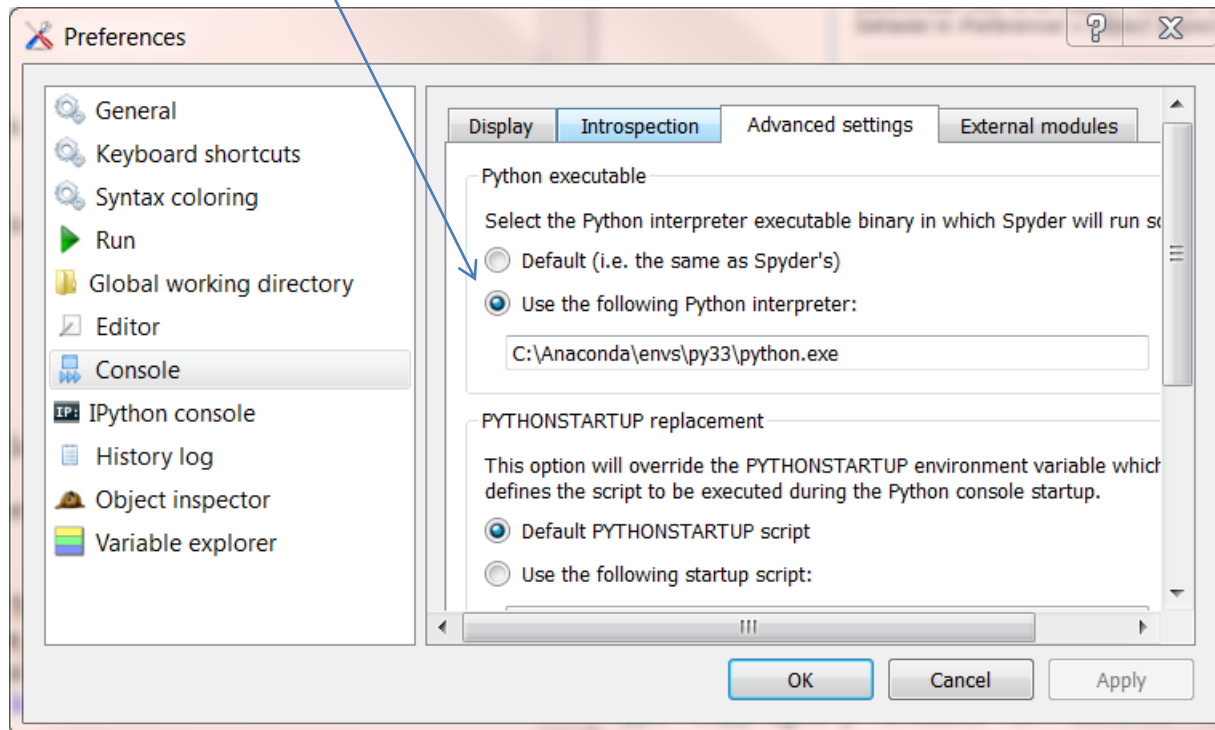 Preferences
General
Keyboard shortcuts
Syntax coloring
Run
Global working directory
Editor
Console
IP: IPython console
History log
Object inspector
Variable explorer
Display Introspection Advanced settings External modules
Python executable
Select the Python interpreter executable binary in which Spyder will run
Default (i.e. the same as Spyder's)
Use the following Python interpreter:
C:\Anaconda\envs\py33\python.exe
PYTHONSTARTUP replacement
This option will override the PYTHONSTARTUP environment variable which
defines the script to be executed during the Python console startup.
Default PYTHONSTARTUP script
Use the following startup script:
OK Cancel Apply